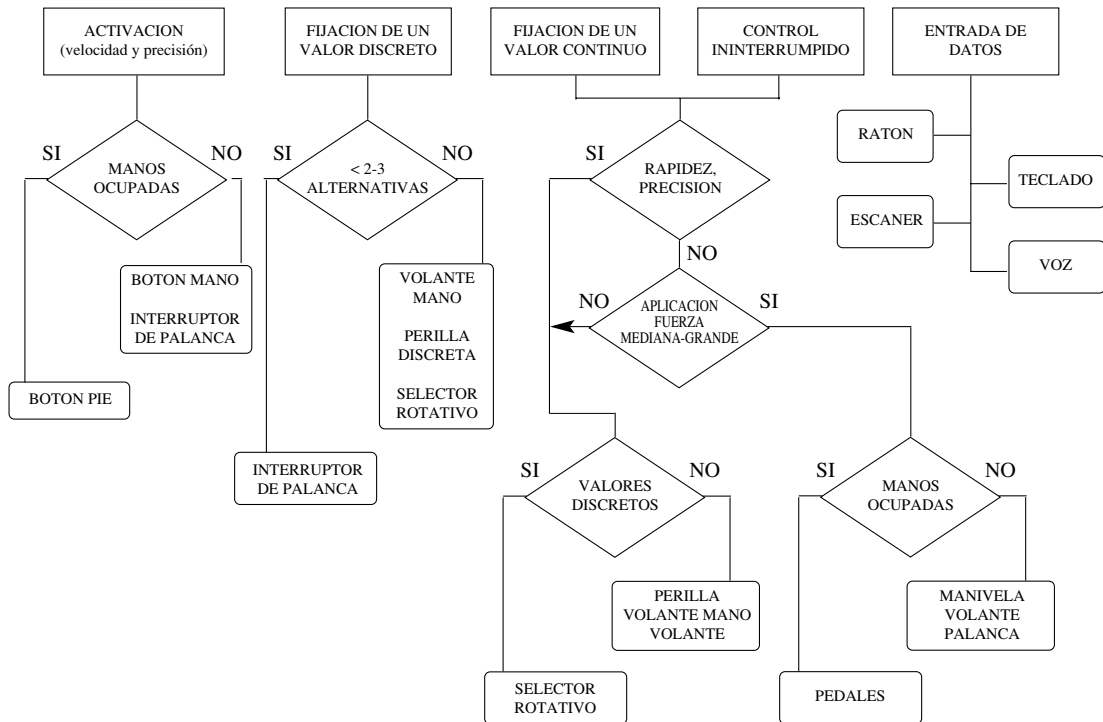 ACTIVACION
(velocidad y precisión)
FIJACION DE UN
VALOR DISCRETO
FIJACION DE UN
VALOR CONTINUO
CONTROL
ININTERRUMPIDO
ENTRADA DE
DATOS
SI
MANOS
OCUPADAS
NO
SI
< 2-3
ALTERNATIVAS
NO
SI
RAPIDEZ,
PRECISION
NO
RATON
TECLADO
ESCANER
VOZ
BOTON MANO
INTERRUPTOR
DE PALANCA
BOTON PIE
VOLANTE
MANO
PERILLA
DISCRETA
SELECTOR
ROTATIVO
INTERRUPTOR
DE PALANCA
NO
APLICACION
FUERZA
MEDIANA-GRANDE
SI
SI
VALORES
DISCRETOS
NO
SI
MANOS
OCUPADAS
NO
PERILLA
VOLANTE MANO
VOLANTE
MANIVELA
VOLANTE
PALANCA
SELECTOR
ROTATIVO
PEDALES